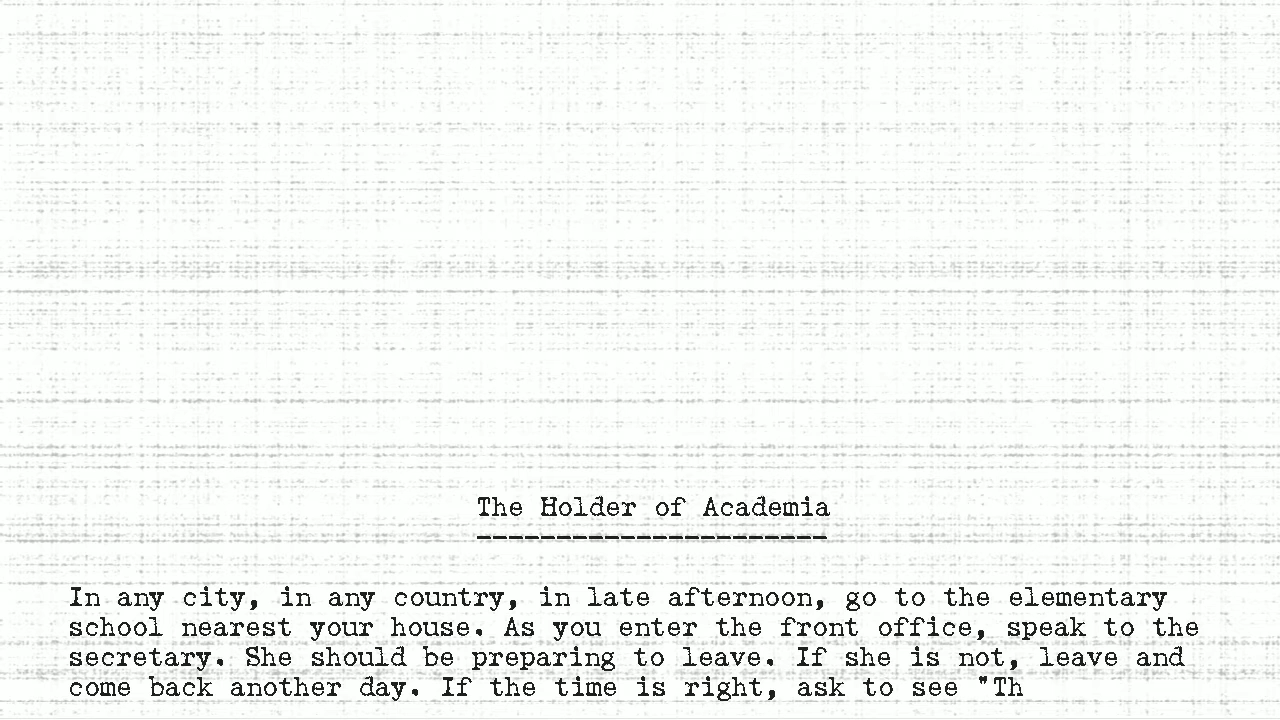 The Holder of Academia
----------------------
In any city, in any country, in late afternoon, go to the elementary
school nearest your house. As you enter the front office, speak to the
secretary. She should be preparing to leave. If she is not, leave and
come back another day. If the time is right, ask to see "Th